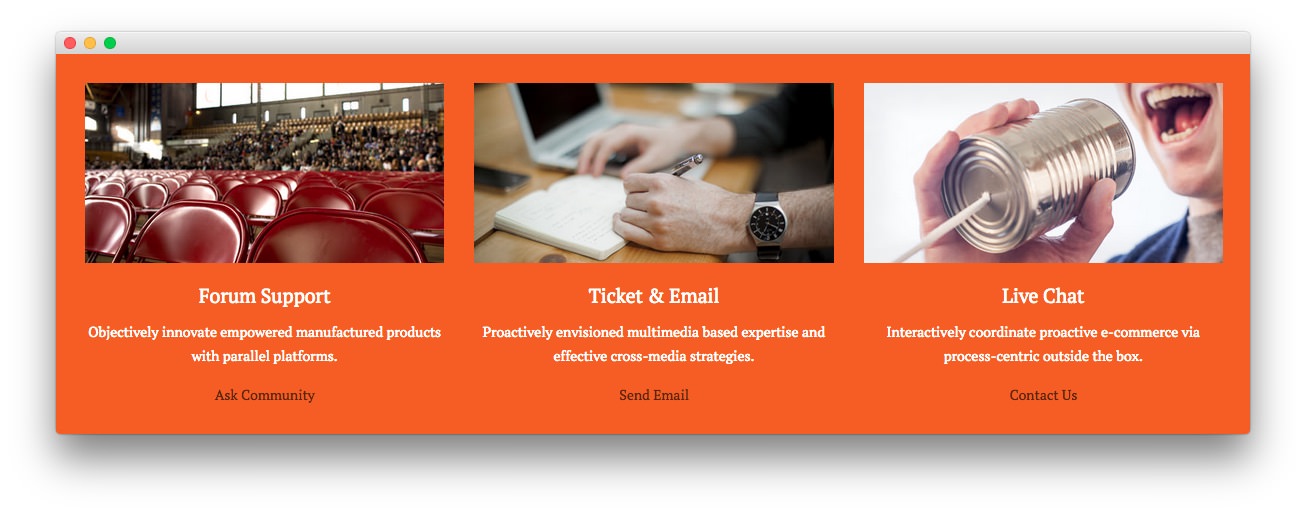 Forum Support
Objectively innovate empowered manufactured products
with parallel platforms.
Ask Community
Ticket & Email
Proactively envisioned multimedia based expertise and
effective cross-media strategies.
Send Email
Live Chat
Interactively coordinate proactive e-commerce via
process-centric outside the box.
Contact Us